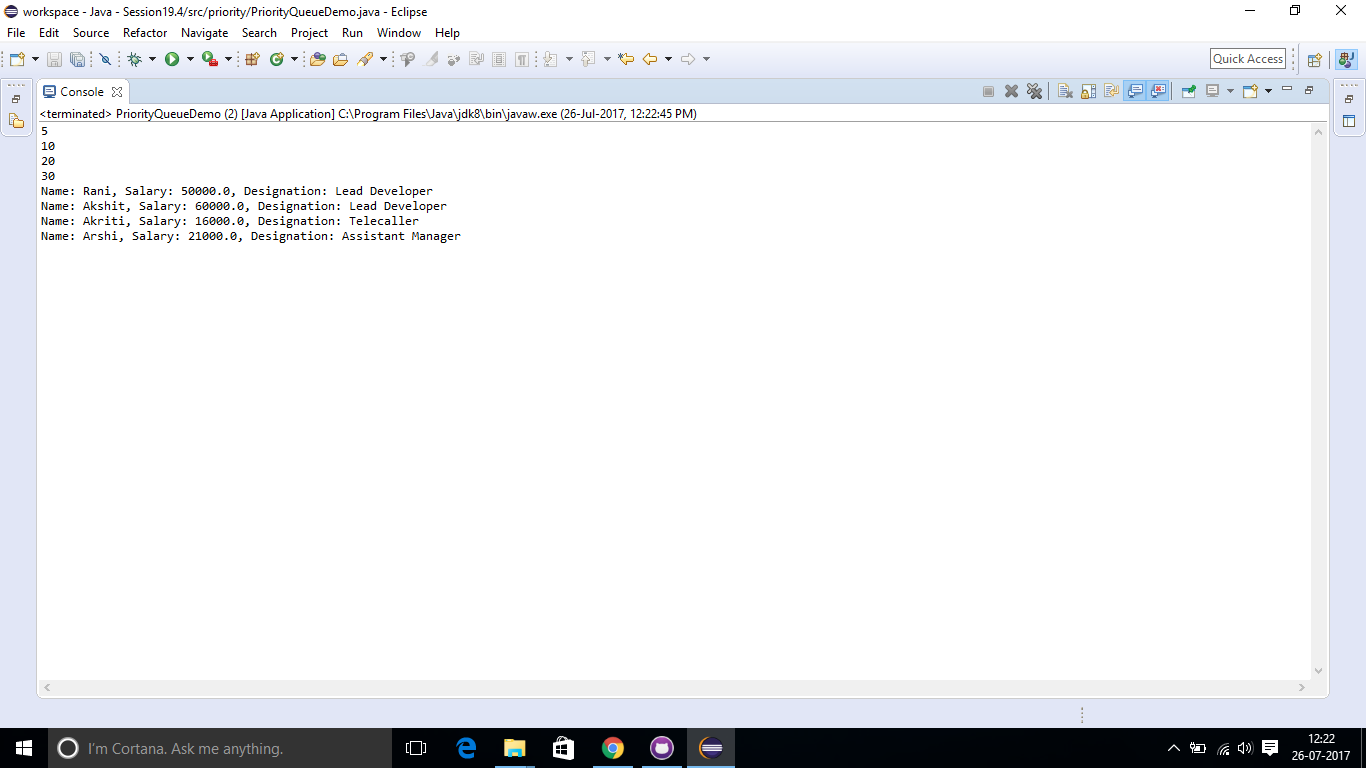 workspace - Java - Session19.4/src/priority/PriorityQueueDemo.java - Eclipse
File Edit Source Refactor Navigate Search Project Run Window Help
Quick Access
Console
<terminated> PriorityQueueDemo (2) [Java Application] C:\Program Files\Java\jdk8\bin\javaw.exe (26-Jul-2017, 12:22:45 PM)
5
10
20
30
Name: Rani, Salary: 50000.0, Designation: Lead Developer
Name: Akshit, Salary: 60000.0, Designation: Lead Developer
Name: Akriti, Salary: 16000.0, Designation: Telecaller
Name: Arshi, Salary: 21000.0, Designation: Assistant Manager
I'm Cortana. Ask me anything.
12:22
26-07-2017